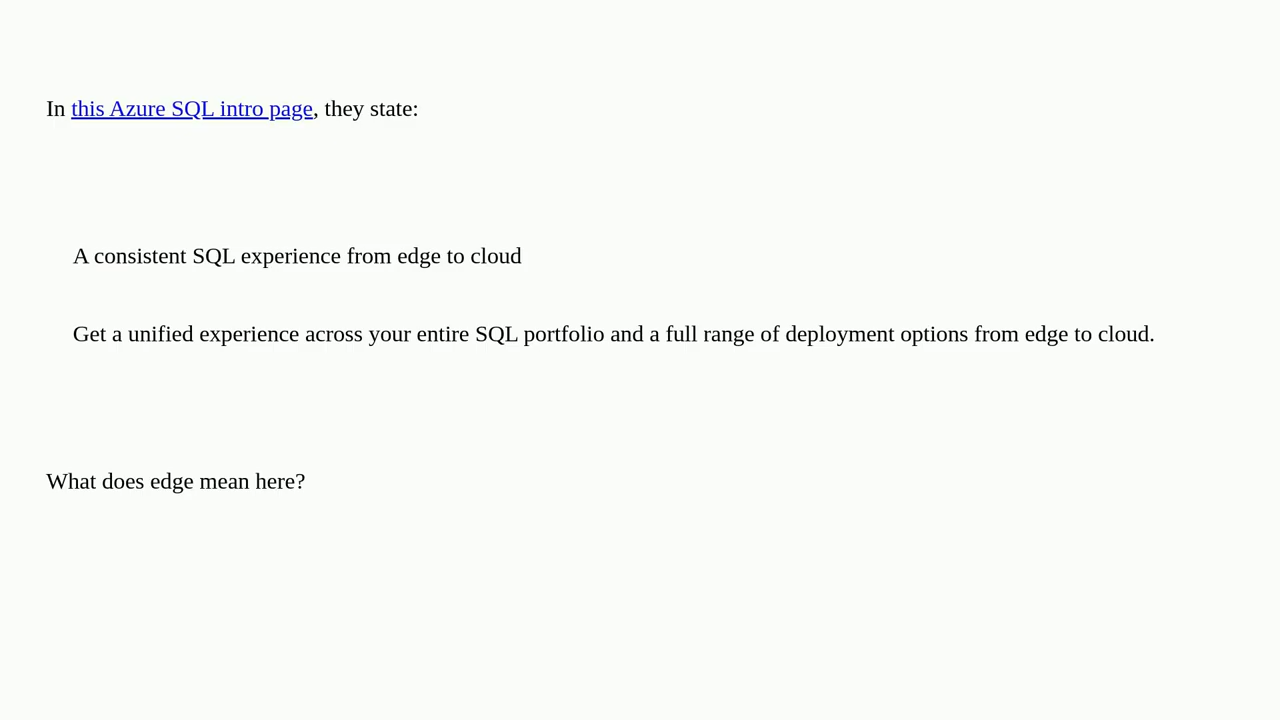 In this Azure SQL intro page, they state:
A consistent SQL experience from edge to cloud
Get a unified experience across your entire SQL portfolio and a full range of deployment options from edge to cloud.
What does edge mean here?